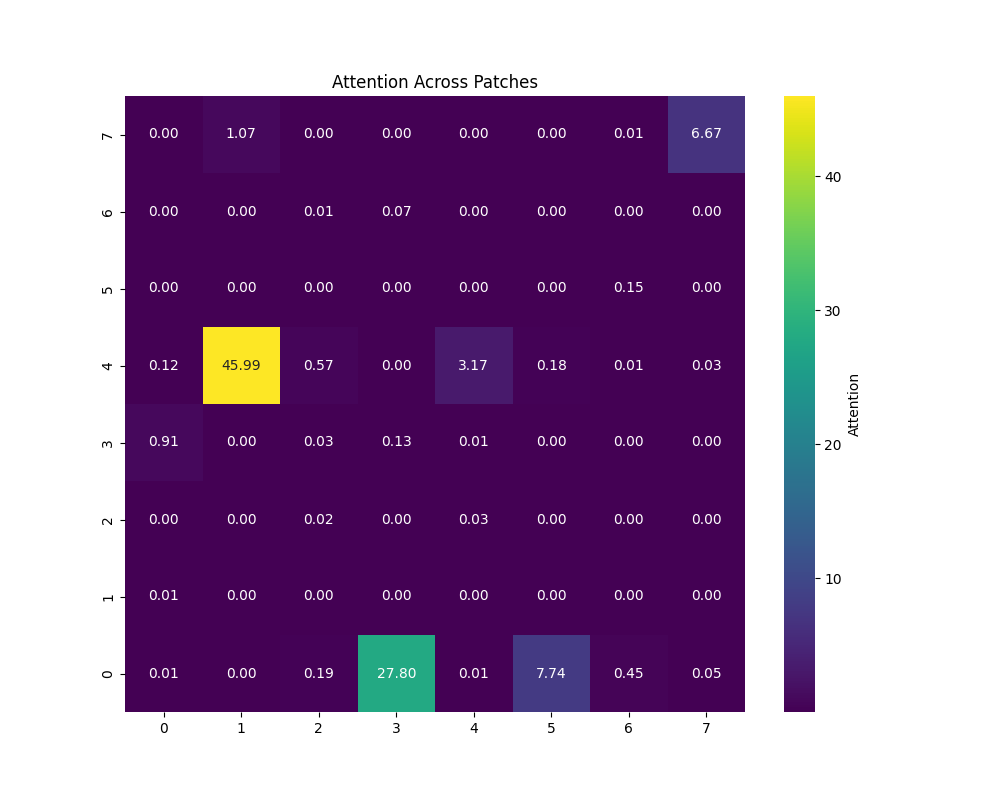 Attention Across Patches
7 0.00 1.07 0.00 0.00 0.00 0.00 0.01 6.67
6 0.00 0.00 0.01 0.07 0.00 0.00 0.00 0.00
5 0.00 0.00 0.00 0.00 0.00 0.00 0.15 0.00
4 0.12 45.99 0.57 0.00 3.17 0.18 0.01 0.03
3 0.91 0.00 0.03 0.13 0.01 0.00 0.00 0.00
2 0.00 0.00 0.02 0.00 0.03 0.00 0.00 0.00
1 0.01 0.00 0.00 0.00 0.00 0.00 0.00 0.00
0 0.01 0.00 0.19 27.80 0.01 7.74 0.45 0.05
0 1 2 3 4 5 6 7
40
30
20
10
Attention